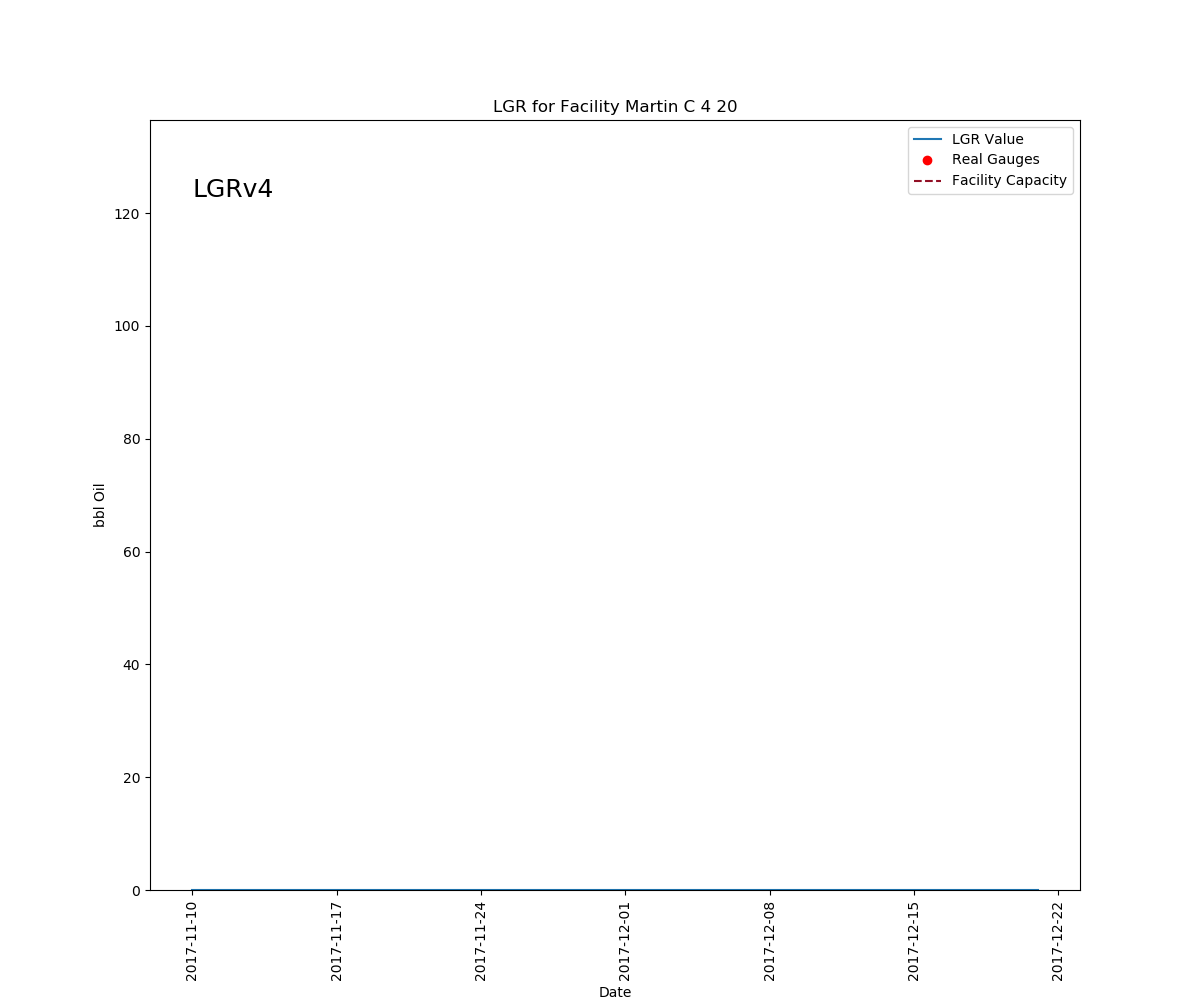 LGR for Facility Martin C 4 20
LGR Value
Real Gauges
Facility Capacity
LGRv4
120
100
80
60
40
20
0
bbl Oil
2017-11-10
2017-11-17
2017-11-24
2017-12-01
2017-12-08
2017-12-15
2017-12-22
Date